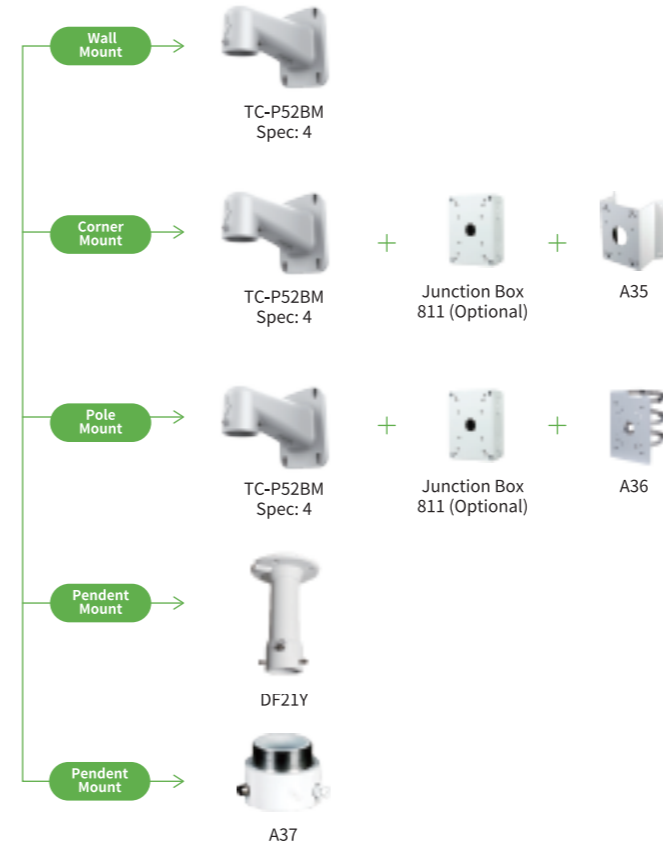 Wall
Mount
TC-P52BM
Spec: 4
Corner
Mount
TC-P52BM
Spec: 4
+
Junction Box
811 (Optional)
+
A35
Pole
Mount
TC-P52BM
Spec: 4
+
Junction Box
811 (Optional)
+
A36
Pendent
Mount
DF21Y
Pendent
Mount
A37